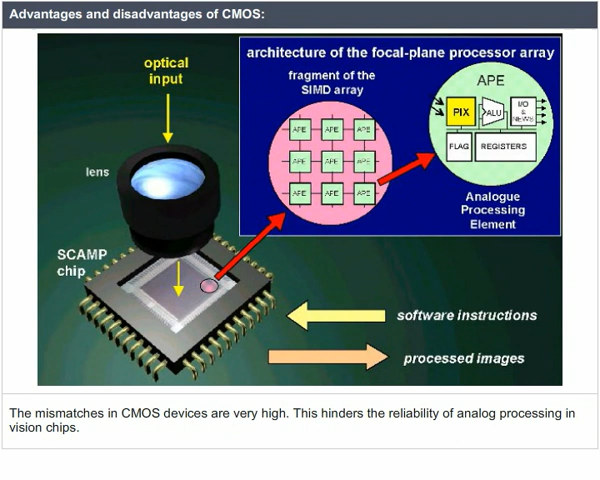 Advantages and disadvantages of CMOS:
optical
input
lens
SCAMP
chip
architecture of the focal-plane processor array
fragment of the
SIMD array
APE APE APE
APE APE APE
APE APE APE
APE
PIX
ALU
I/O
&
NEWS
FLAG
REGISTERS
Analogue
Processing
Element
software instructions
processed images
The mismatches in CMOS devices are very high. This hinders the reliability of analog processing in
vision chips.